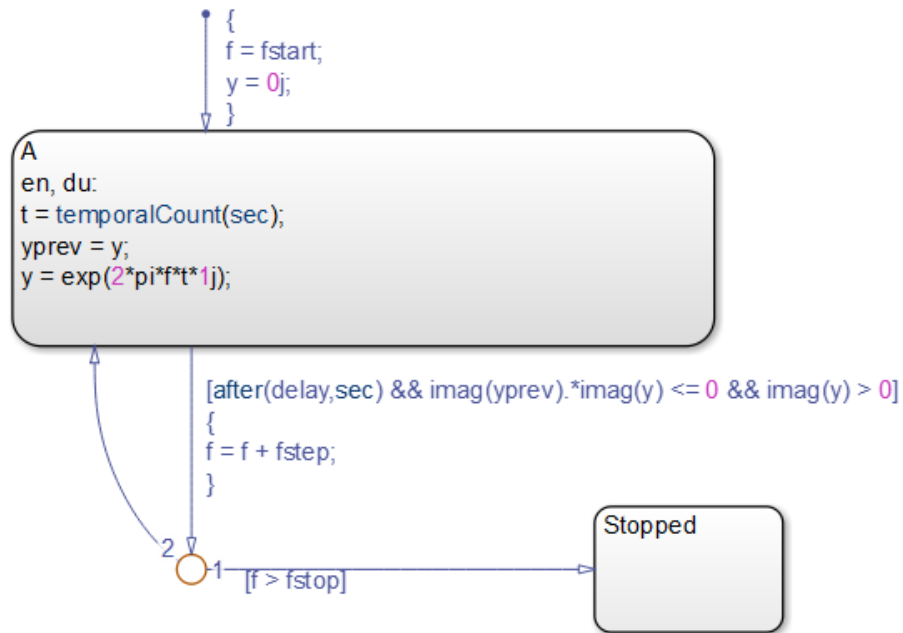 {
f = fstart;
y = 0j;
}
A
en, du:
t = temporalCount(sec);
yprev = y;
y = exp(2*pi*f*t*1j);
[after(delay,sec) && imag(yprev).*imag(y) <= 0 && imag(y) > 0]
{
f = f + fstep;
}
Stopped
2
1
[f > fstop]